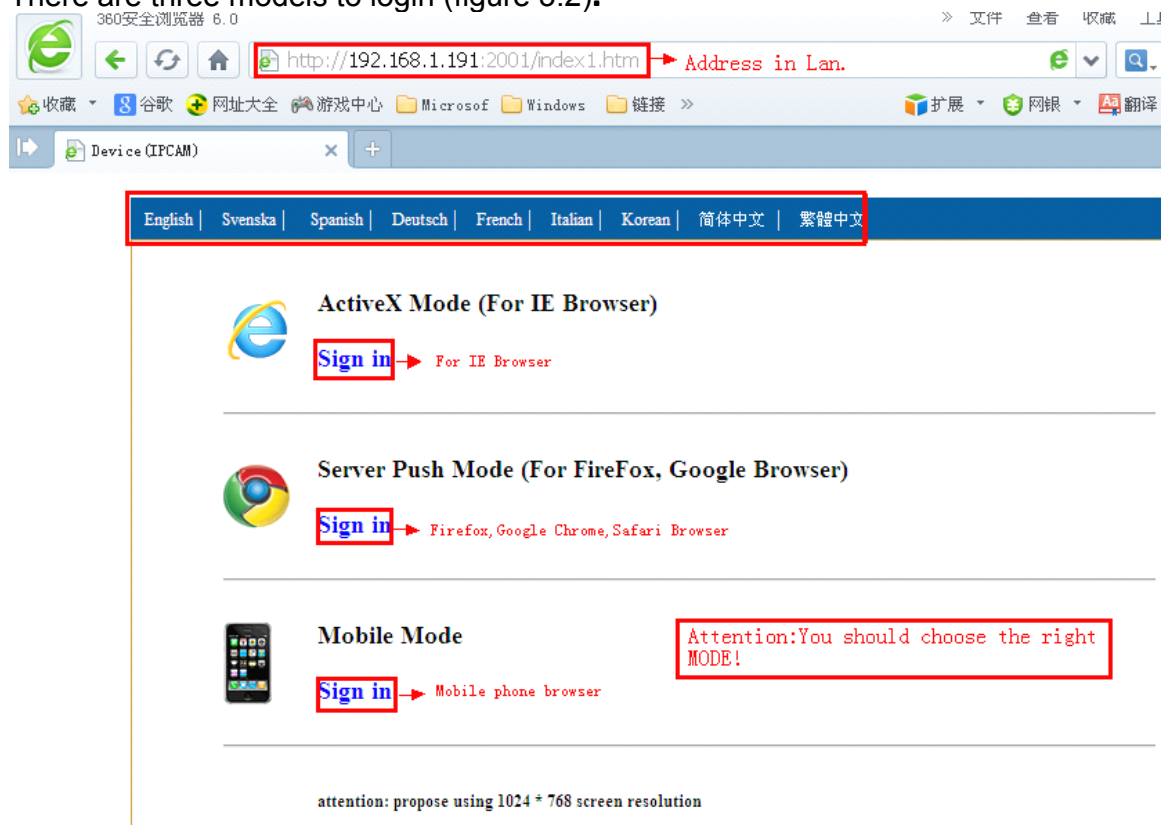 There are three models to login (figure 3.2).
360安全浏览器 6.0 » 文件 查看 收藏
http://192.168.1.191:2001/index1.htm Address in Lan.
收藏 谷歌 网址大全 游戏中心 Microsof Windows 链接 » 扩展 网银 翻译
Device(IPCAM)
English | Svenska | Spanish | Deutsch | French | Italian | Korean | 简体中文 | 繁體中文
ActiveX Mode (For IE Browser)
Sign in For IE Browser
Server Push Mode (For FireFox, Google Browser)
Sign in Firefox,Google Chrome,Safari Browser
Mobile Mode
Attention:You should choose the right
MODE!
Sign in Mobile phone browser
attention: propose using 1024 * 768 screen resolution